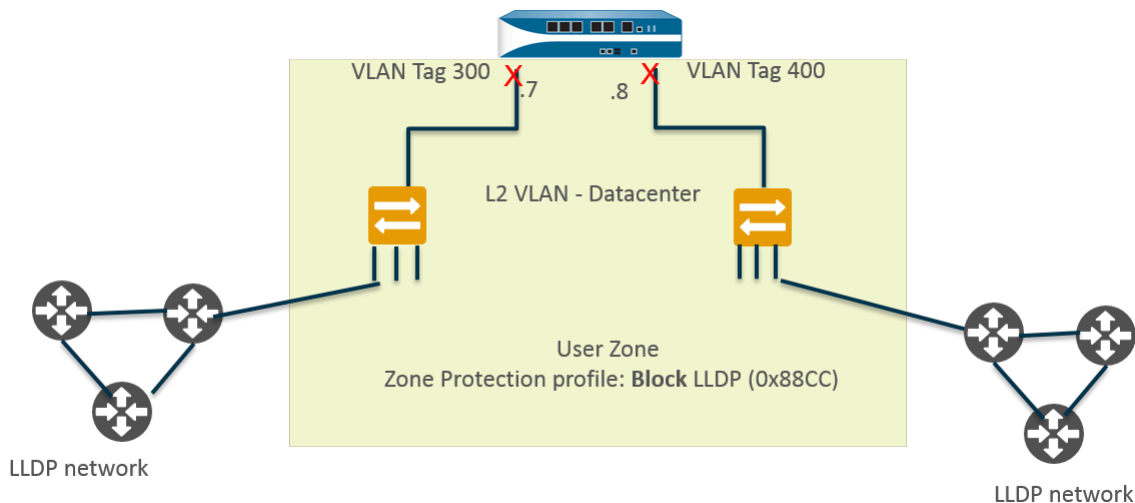 VLAN Tag 300
VLAN Tag 400
.7
.8
L2 VLAN - Datacenter
User Zone
Zone Protection profile: Block LLDP (0x88CC)
LLDP network
LLDP network